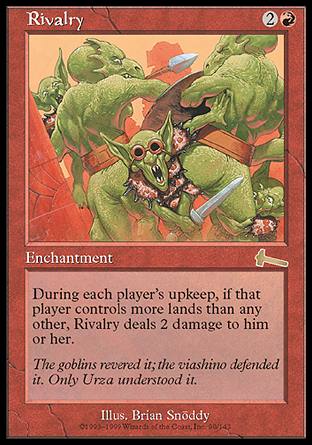 Rivalry 2
Enchantment
During each player's upkeep, if that
player controls more lands than any
other, Rivalry deals 2 damage to him
or her.
The goblins revered it; the viashino defended
it. Only Urza understood it.
Illus. Brian Snōddy
©1993–1999 Wizards of the Coast, Inc. 90/143